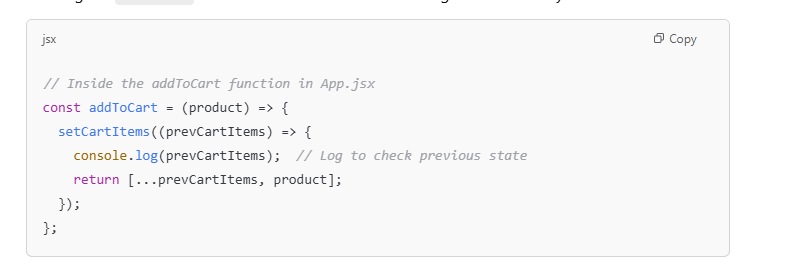 jsx
Copy
// Inside the addToCart function in App.jsx
const addToCart = (product) => {
  setCartItems((prevCartItems) => {
    console.log(prevCartItems);  // Log to check previous state
    return [...prevCartItems, product];
  });
};